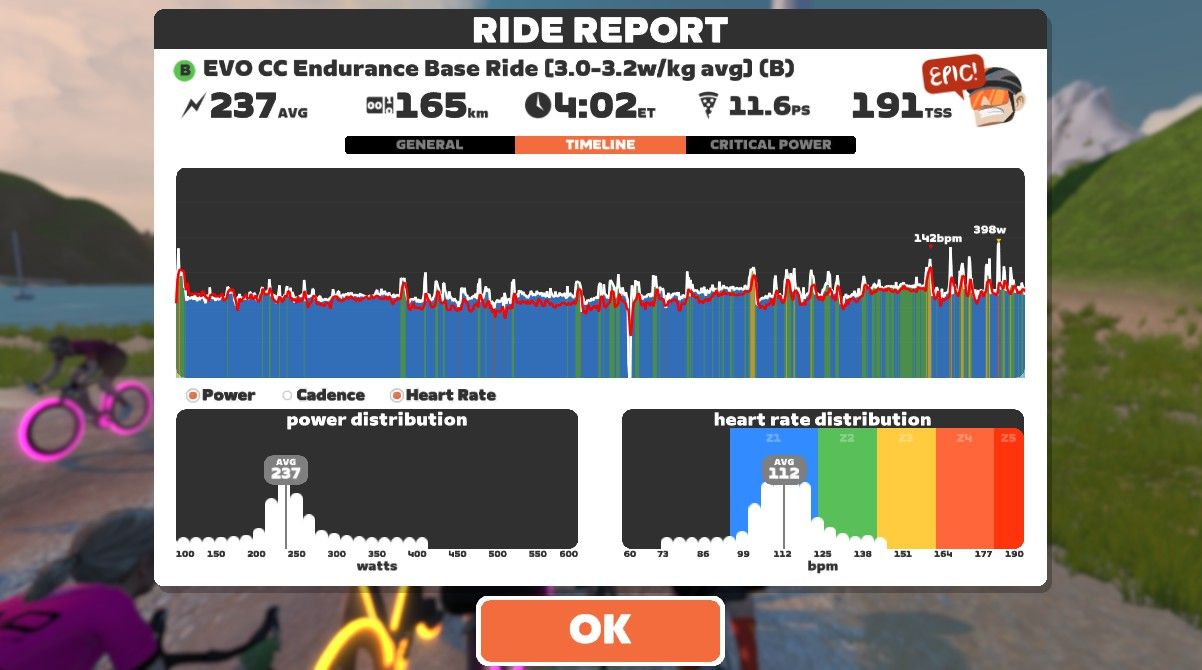 RIDE REPORT
B EVO CC Endurance Base Ride [3.0-3.2w/kg avg] (B)
EPIC!
237AVG 165km 4:02ET 11.6PS 191TSS
GENERAL TIMELINE CRITICAL POWER
398w
142bpm
Power Cadence Heart Rate
power distribution
AVG
237
100 150 200 250 300 350 400 450 500 550 600
watts
heart rate distribution
Z1 Z2 Z3 Z4 Z5
AVG
112
60 73 86 99 112 125 138 151 164 177 190
bpm
OK